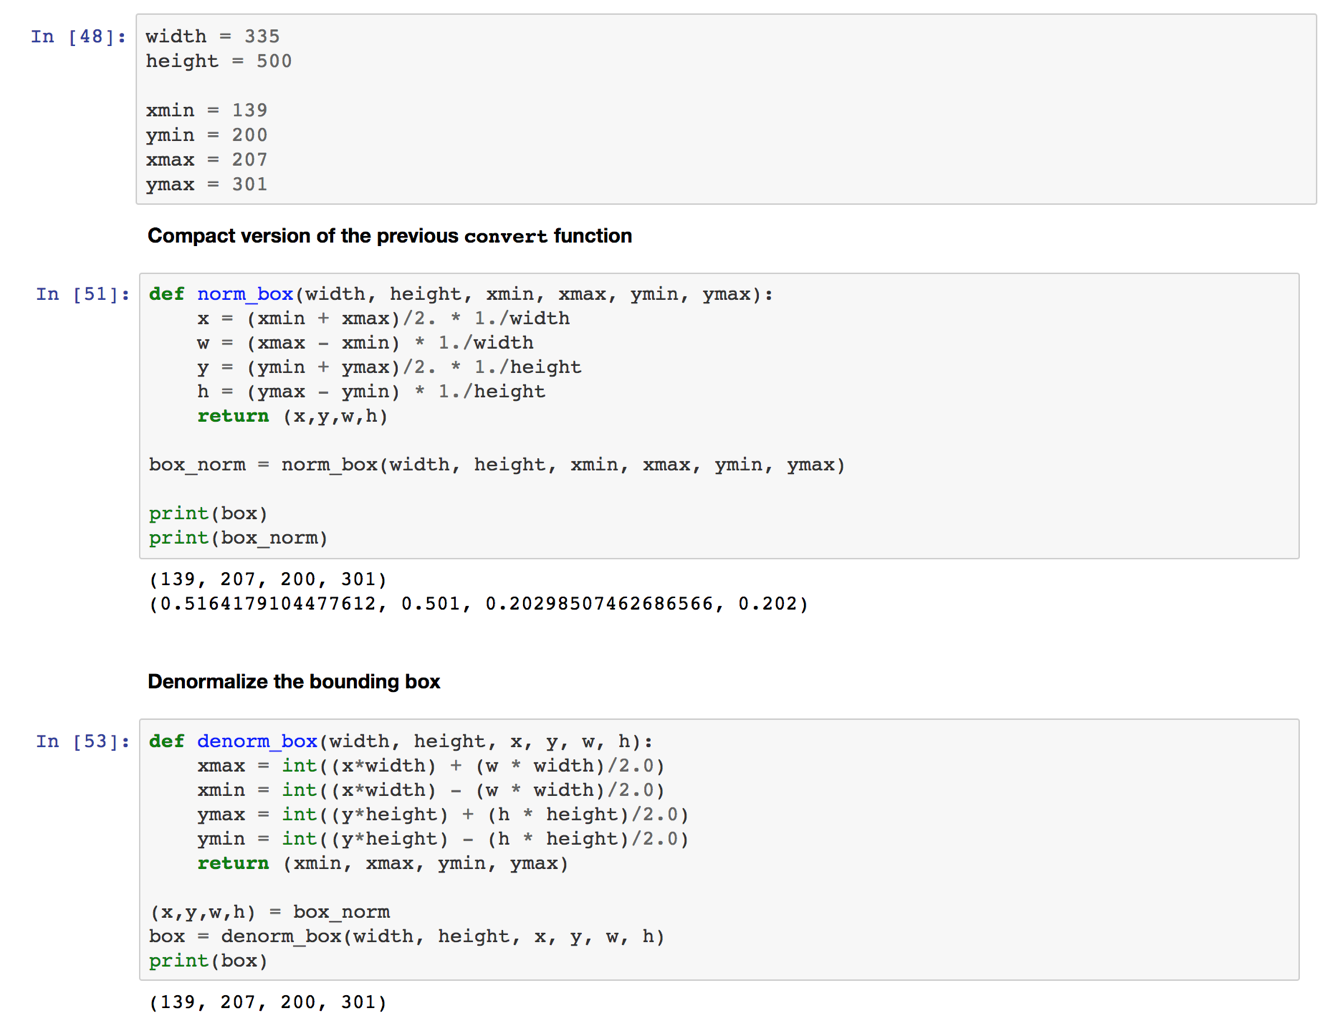 In [48]:
width = 335
height = 500
xmin = 139
ymin = 200
xmax = 207
ymax = 301
Compact version of the previous convert function
In [51]:
def norm_box(width, height, xmin, xmax, ymin, ymax):
    x = (xmin + xmax)/2. * 1./width
    w = (xmax - xmin) * 1./width
    y = (ymin + ymax)/2. * 1./height
    h = (ymax - ymin) * 1./height
    return (x,y,w,h)
box_norm = norm_box(width, height, xmin, xmax, ymin, ymax)
print(box)
print(box_norm)
(139, 207, 200, 301)
(0.5164179104477612, 0.501, 0.20298507462686566, 0.202)
Denormalize the bounding box
In [53]:
def denorm_box(width, height, x, y, w, h):
    xmax = int((x*width) + (w * width)/2.0)
    xmin = int((x*width) - (w * width)/2.0)
    ymax = int((y*height) + (h * height)/2.0)
    ymin = int((y*height) - (h * height)/2.0)
    return (xmin, xmax, ymin, ymax)
(x,y,w,h) = box_norm
box = denorm_box(width, height, x, y, w, h)
print(box)
(139, 207, 200, 301)